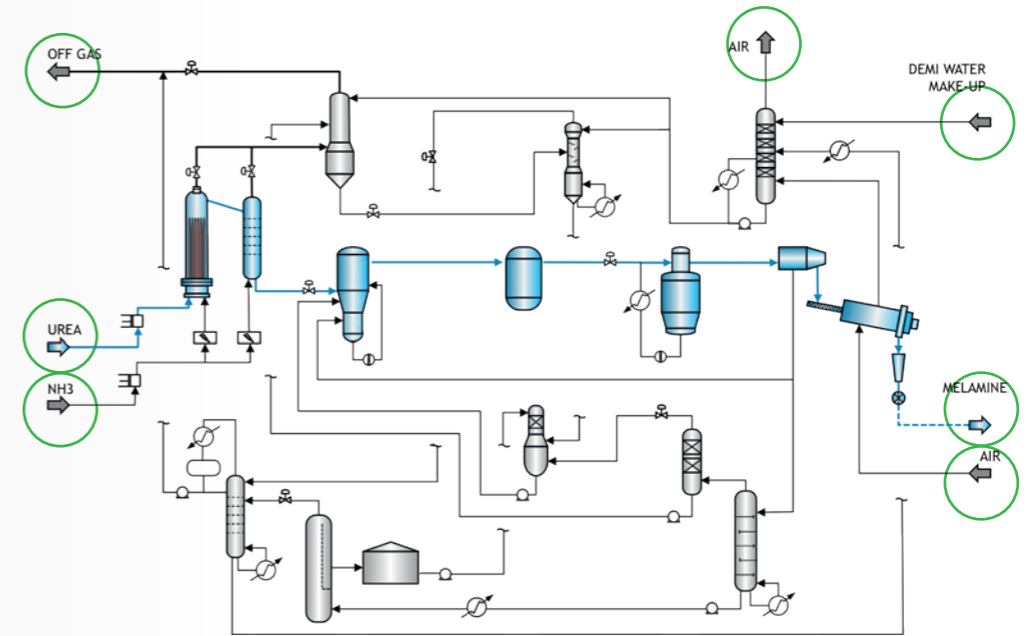 OFF GAS
AIR
DEMI WATER
MAKE-UP
UREA
NH3
MELAMINE
AIR